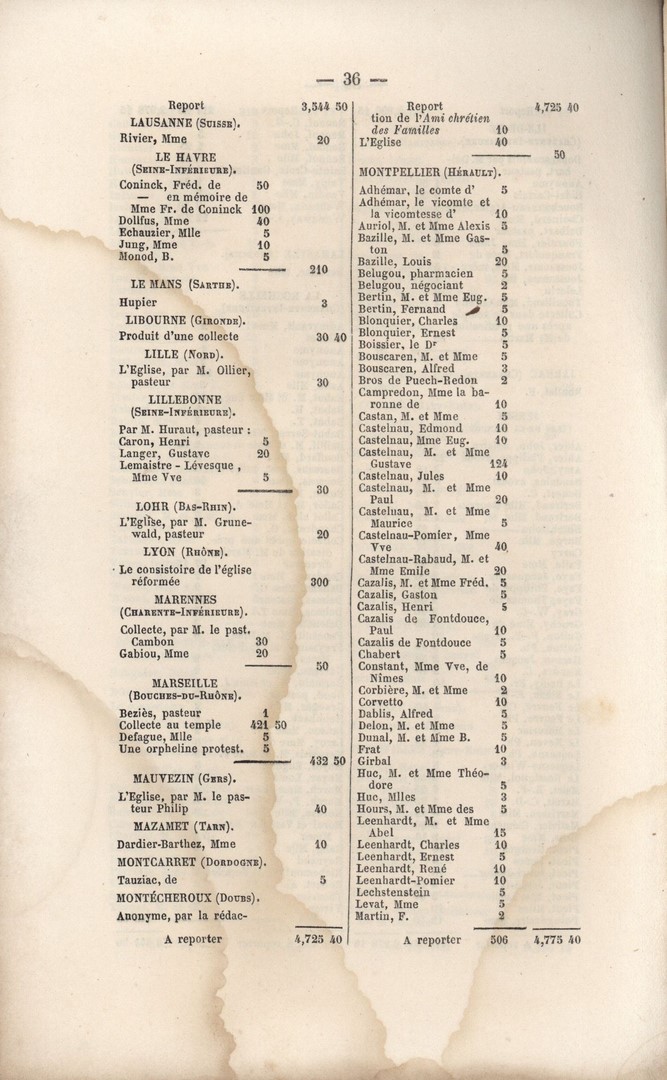 — 36 —
Report 3,544 50
LAUSANNE (Suisse).
Rivier, Mme 20
LE HAVRE
(Seine-Inférieure).
Coninck, Fréd. de 50
— en mémoire de
Mme Fr. de Coninck 100
Dollfus, Mme 40
Echauzier, Mlle 5
Jung, Mme 10
Monod, B. 5
210
LE MANS (Sarthe).
Hupier 3
LIBOURNE (Gironde).
Produit d'une collecte 30 40
LILLE (Nord).
L'Eglise, par M. Ollier,
pasteur 30
LILLEBONNE
(Seine-Inférieure).
Par M. Huraut, pasteur :
Caron, Henri 5
Langer, Gustave 20
Lemaistre - Lévesque ,
Mme Vve 5
30
LOHR (Bas-Rhin).
L'Eglise, par M. Grune-
wald, pasteur 20
LYON (Rhône).
Le consistoire de l'église
réformée 300
MARENNES
(Charente-Inférieure).
Collecte, par M. le past.
Cambon 30
Gabiou, Mme 20
50
MARSEILLE
(Bouches-du-Rhône).
Beziès, pasteur 1
Collecte au temple 421 50
Defague, Mlle 5
Une orpheline protest. 5
432 50
MAUVEZIN (Gers).
L'Eglise, par M. le pas-
teur Philip 40
MAZAMET (Tarn).
Dardier-Barthez, Mme 10
MONTCARRET (Dordogne).
Tauziac, de 5
MONTÉCHEROUX (Doubs).
Anonyme, par la rédac-
A reporter 4,725 40
Report 4,725 40
tion de l'Ami chrétien
des Familles 10
L'Eglise 40
50
MONTPELLIER (Hérault).
Adhémar, le comte d' 5
Adhémar, le vicomte et
la vicomtesse d' 10
Auriol, M. et Mme Alexis 5
Bazille, M. et Mme Gas-
ton 5
Bazille, Louis 20
Belugou, pharmacien 5
Belugou, négociant 2
Bertin, M. et Mme Eug. 5
Bertin, Fernand 5
Blonquier, Charles 10
Blonquier, Ernest 5
Boissier, le Dr 5
Bouscaren, M. et Mme 5
Bouscaren, Alfred 3
Bros de Puech-Redon 2
Campredon, Mme la ba-
ronne de 10
Castan, M. et Mme 5
Castelnau, Edmond 10
Castelnau, Mme Eug. 10
Castelnau, M. et Mme
Gustave 124
Castelnau, Jules 10
Castelnau, M. et Mme
Paul 20
Castelnau, M. et Mme
Maurice 5
Castelnau-Pomier, Mme
Vve 40
Castelnau-Rabaud, M. et
Mme Emile 20
Cazalis, M. et Mme Fréd. 5
Cazalis, Gaston 5
Cazalis, Henri 5
Cazalis de Fontdouce,
Paul 10
Cazalis de Fontdouce 5
Chabert 5
Constant, Mme Vve, de
Nîmes 10
Corbière, M. et Mme 2
Corvetto 10
Dablis, Alfred 5
Delon, M. et Mme 5
Dunal, M. et Mme B. 5
Frat 10
Girbal 3
Huc, M. et Mme Théo-
dore 5
Huc, Mlles 3
Hours, M. et Mme des 5
Leenhardt, M. et Mme
Abel 15
Leenhardt, Charles 10
Leenhardt, Ernest 5
Leenhardt, René 10
Leenhardt-Pomier 10
Lechstenstein 5
Levat, Mme 5
Martin, F. 2
A reporter 506 4,775 40